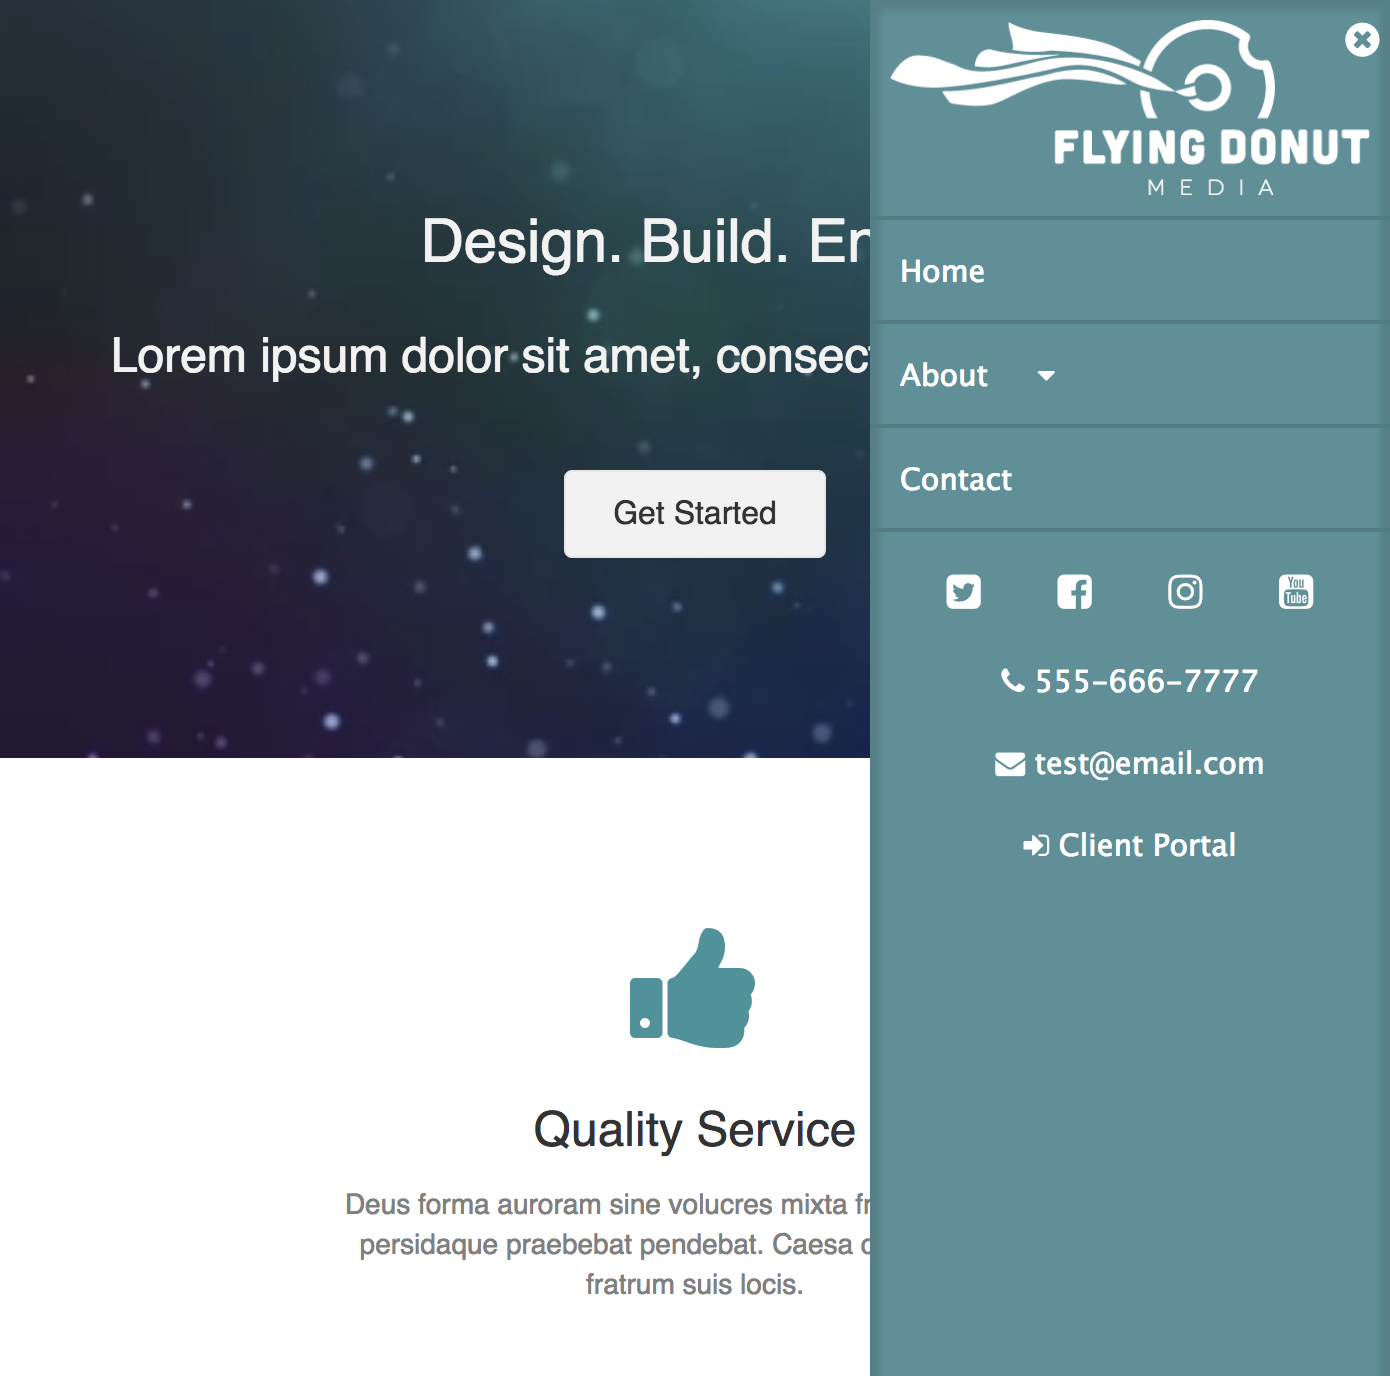 Design. Build. En
Lorem ipsum dolor sit amet, consect
Get Started
Quality Service
Deus forma auroram sine volucres mixta fr
persidaque praebebat pendebat. Caesa
fratrum suis locis.
FLYING DONUT
MEDIA
Home
About
Contact
You
Tube
555-666-7777
test@email.com
Client Portal